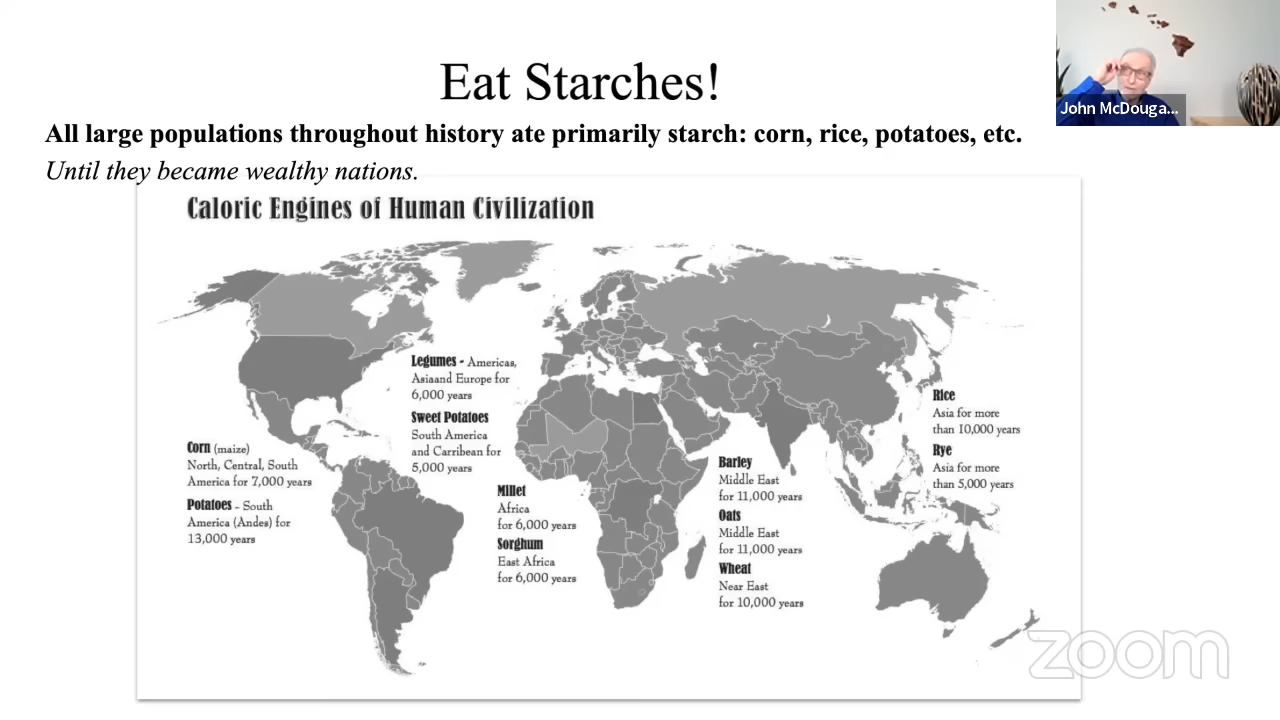 Eat Starches!
John McDouga...
All large populations throughout history ate primarily starch: corn, rice, potatoes, etc.
Until they became wealthy nations.
Caloric Engines of Human Civilization
Legumes - Americas,
Asiaand Europe for
6,000 years
Sweet Potatoes
South America
and Carribean for
5,000 years
Corn (maize)
North, Central, South
America for 7,000 years
Potatoes - South
America (Andes) for
13,000 years
Millet
Africa
for 6,000 years
Sorghum
East Africa
for 6,000 years
Barley
Middle East
for 11,000 years
Oats
Middle East
for 11,000 years
Wheat
Near East
for 10,000 years
Rice
Asia for more
than 10,000 years
Rye
Asia for more
than 5,000 years
zoom